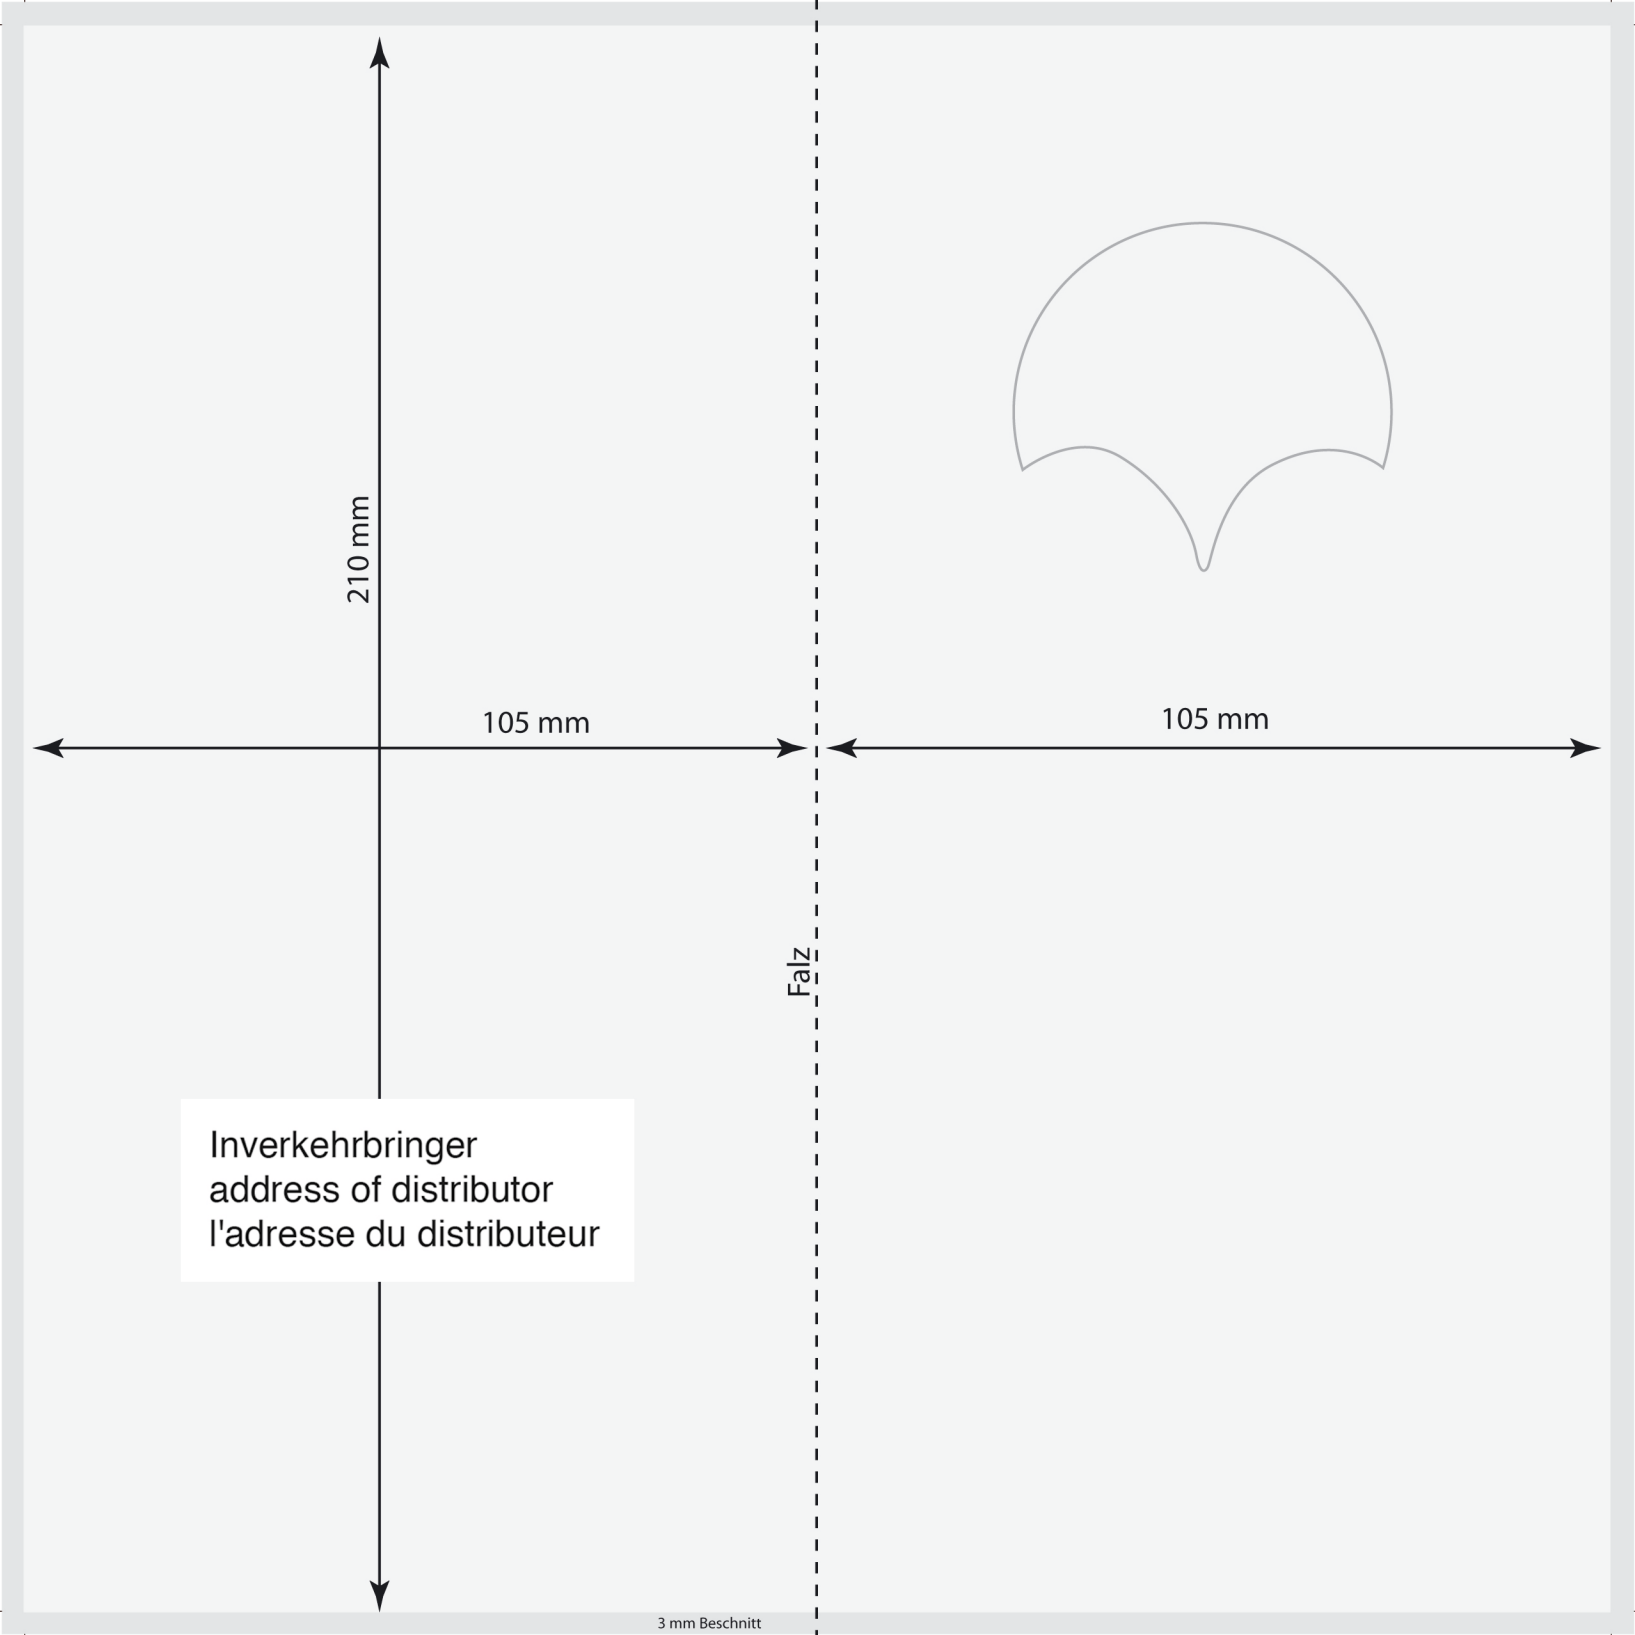 210 mm
105 mm
105 mm
Falz
Inverkehrbringer
address of distributor
l'adresse du distributeur
3 mm Beschnitt